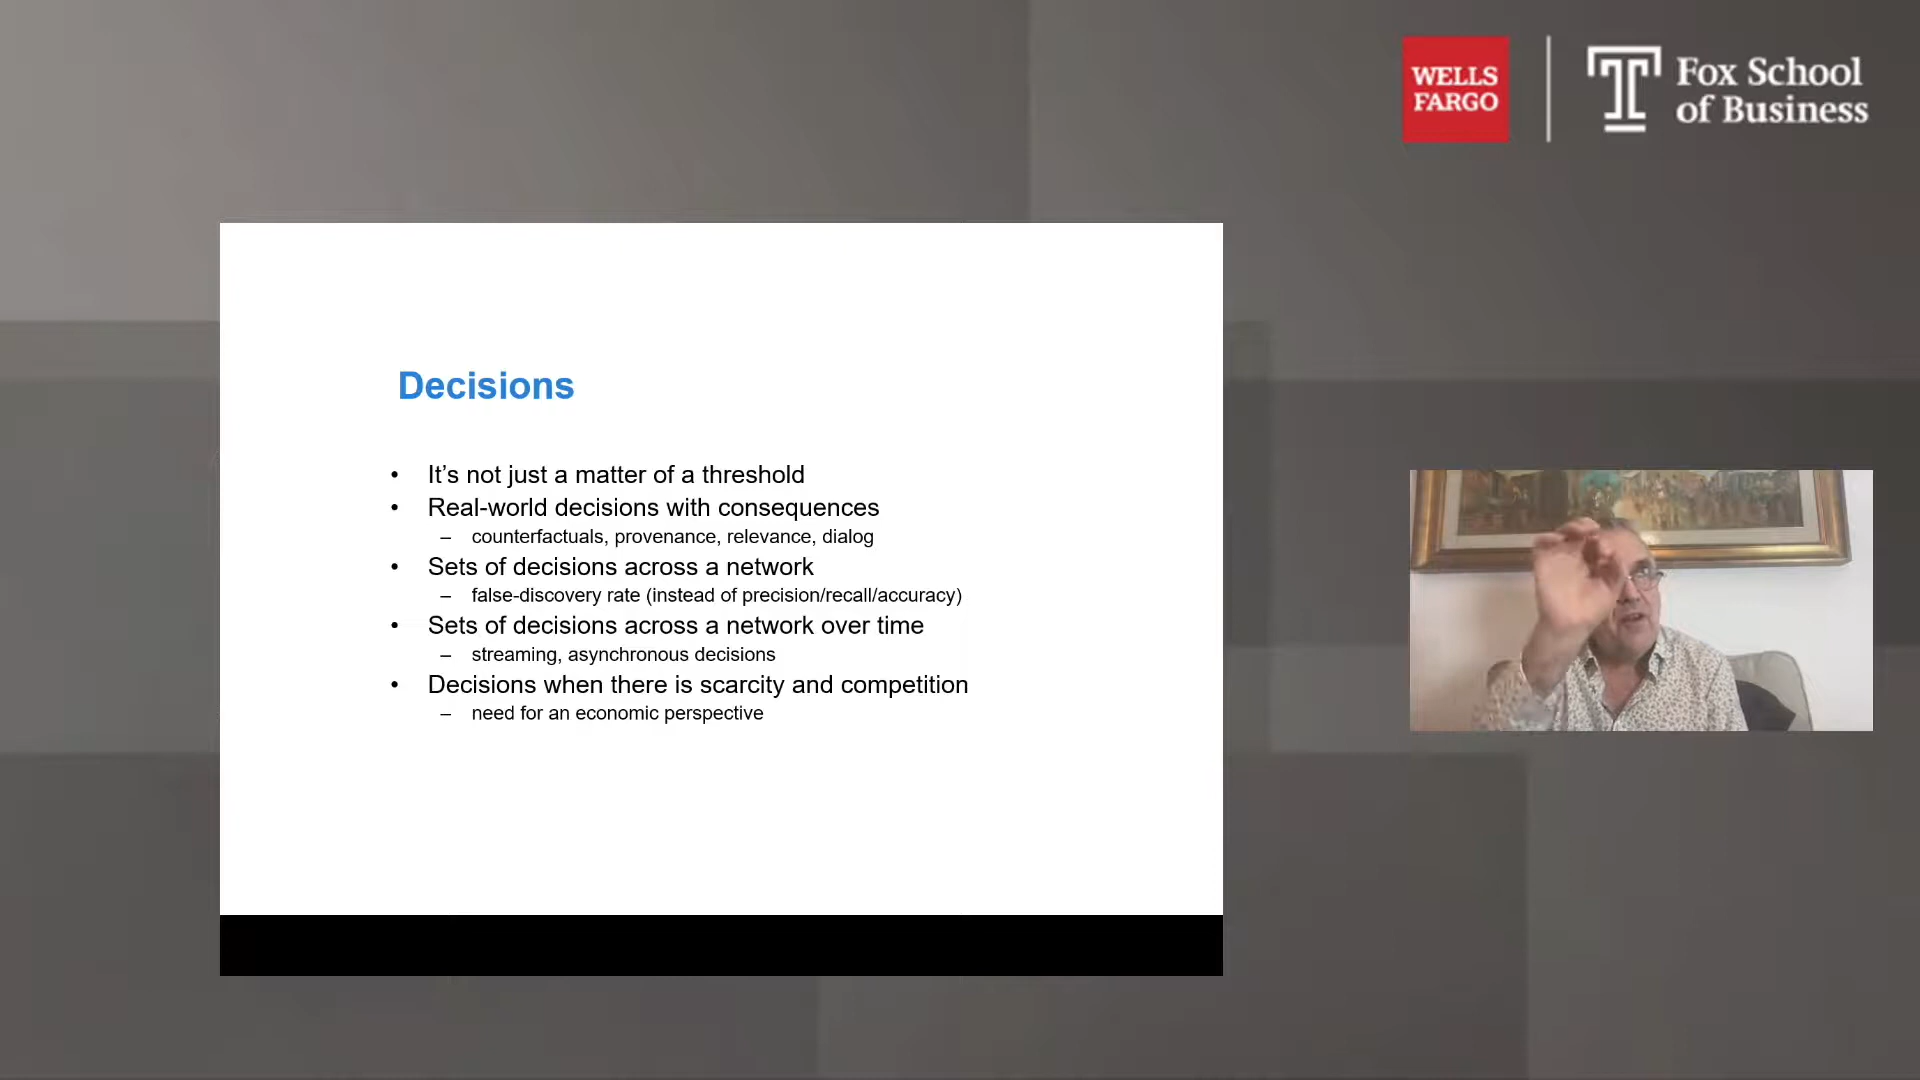 WELLS
FARGO
Fox School
of Business
Decisions
• It’s not just a matter of a threshold
• Real-world decisions with consequences
– counterfactuals, provenance, relevance, dialog
• Sets of decisions across a network
– false-discovery rate (instead of precision/recall/accuracy)
• Sets of decisions across a network over time
– streaming, asynchronous decisions
• Decisions when there is scarcity and competition
– need for an economic perspective